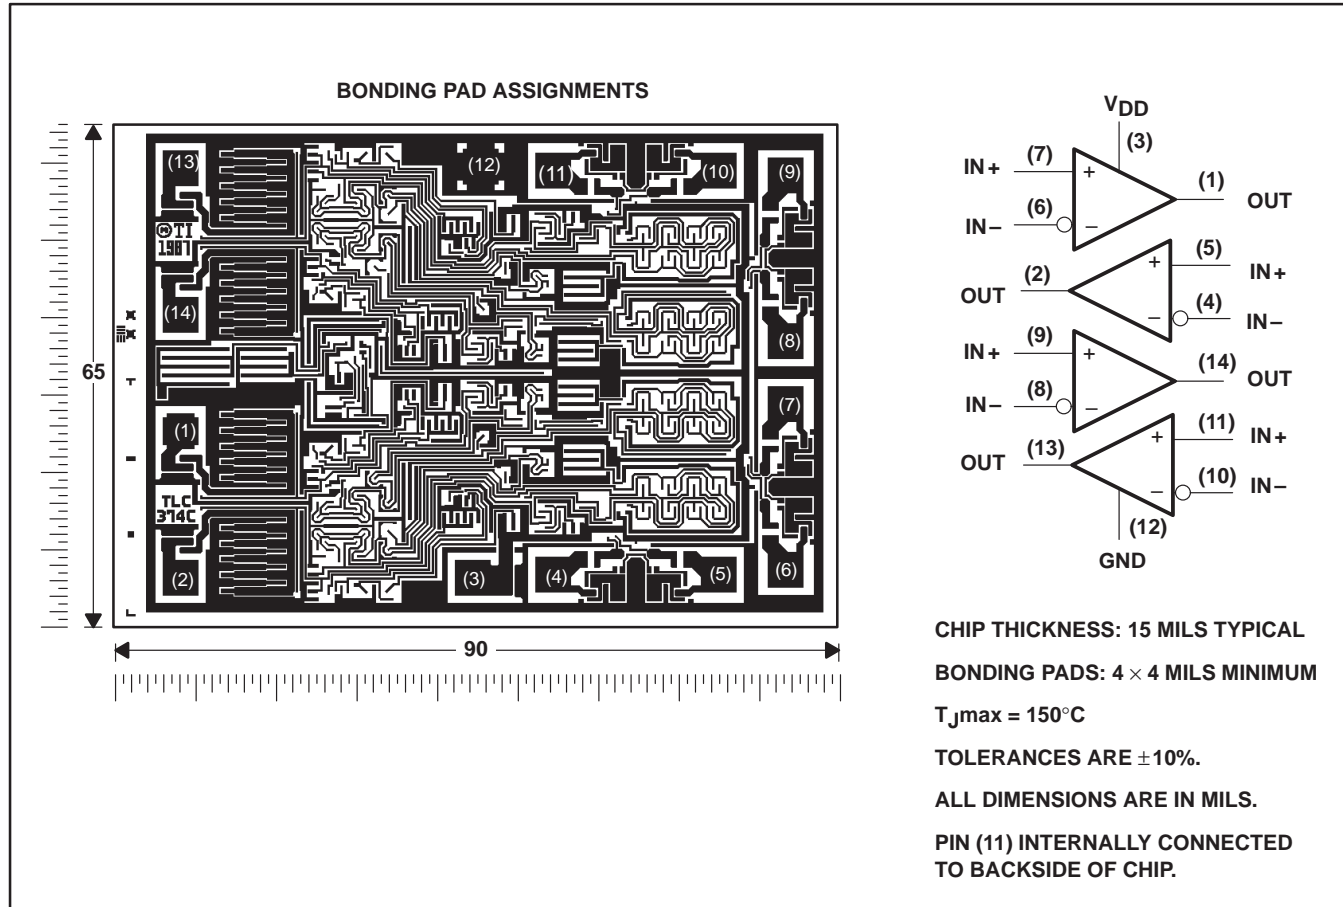 BONDING PAD ASSIGNMENTS
(13)
(12)
(11)
(10)
(9)
TI
1987
(14)
(8)
65
(1)
(7)
TLC
374C
(2)
(3)
(4)
(5)
(6)
90
VDD
(3)
IN+
(7)
+
(1)
OUT
IN−
(6)
−
(5)
IN+
+
(2)
OUT
(4)
IN−
−
IN+
(9)
+
(14)
OUT
IN−
(8)
−
(11)
IN+
+
(13)
OUT
(10)
IN−
−
(12)
GND
CHIP THICKNESS: 15 MILS TYPICAL
BONDING PADS: 4 × 4 MILS MINIMUM
TJmax = 150°C
TOLERANCES ARE ±10%.
ALL DIMENSIONS ARE IN MILS.
PIN (11) INTERNALLY CONNECTED
TO BACKSIDE OF CHIP.